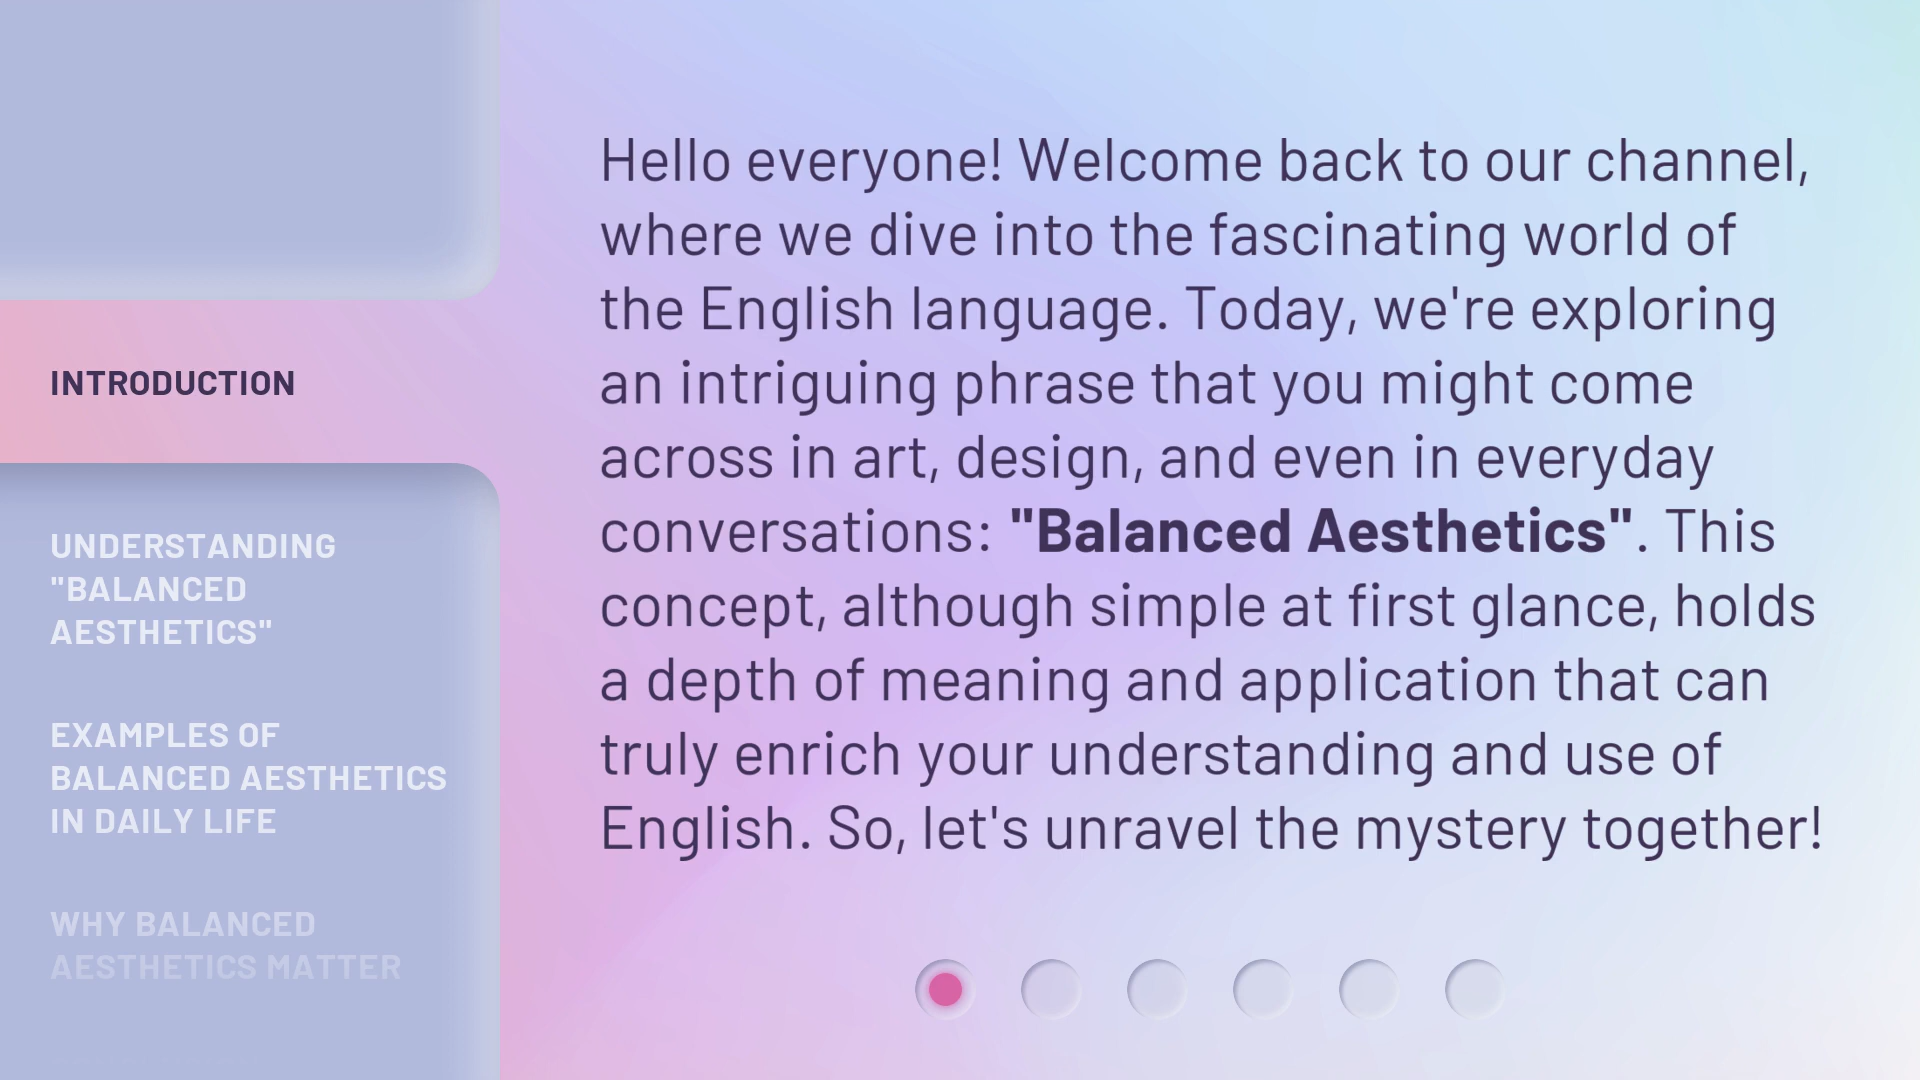 INTRODUCTION
UNDERSTANDING
"BALANCED
AESTHETICS"
EXAMPLES OF
BALANCED AESTHETICS
IN DAILY LIFE
WHY BALANCED
AESTHETICS MATTER
Hello everyone! Welcome back to our channel,
where we dive into the fascinating world of
the English language. Today, we're exploring
an intriguing phrase that you might come
across in art, design, and even in everyday
conversations: "Balanced Aesthetics". This
concept, although simple at first glance, holds
a depth of meaning and application that can
truly enrich your understanding and use of
English. So, let's unravel the mystery together!